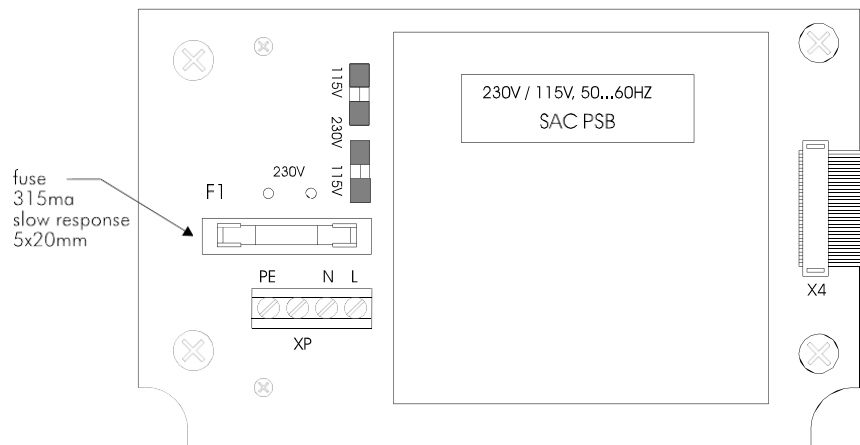 115V
230V / 115V, 50...60HZ
SAC PSB
230V
115V
230V
F1
fuse
315ma
slow response
5x20mm
PE N L
XP
X4